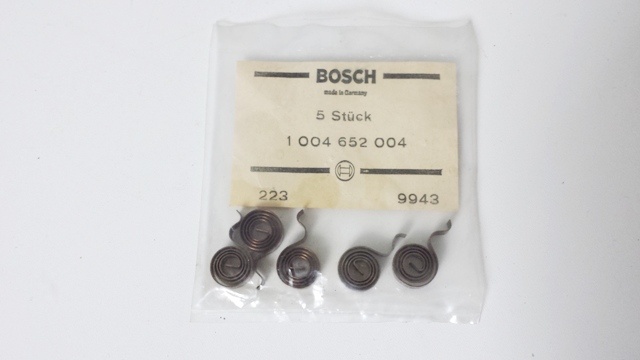 BOSCH
made in Germany
5 Stück
1 004 652 004
223 9943